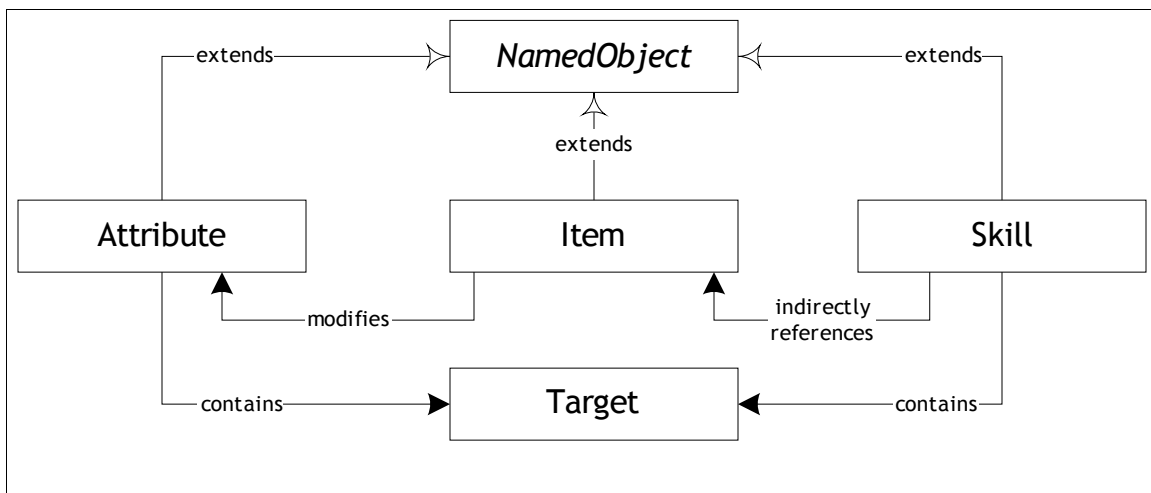 extends
NamedObject
extends
extends
Attribute
Item
Skill
modifies
indirectly
references
contains
Target
contains